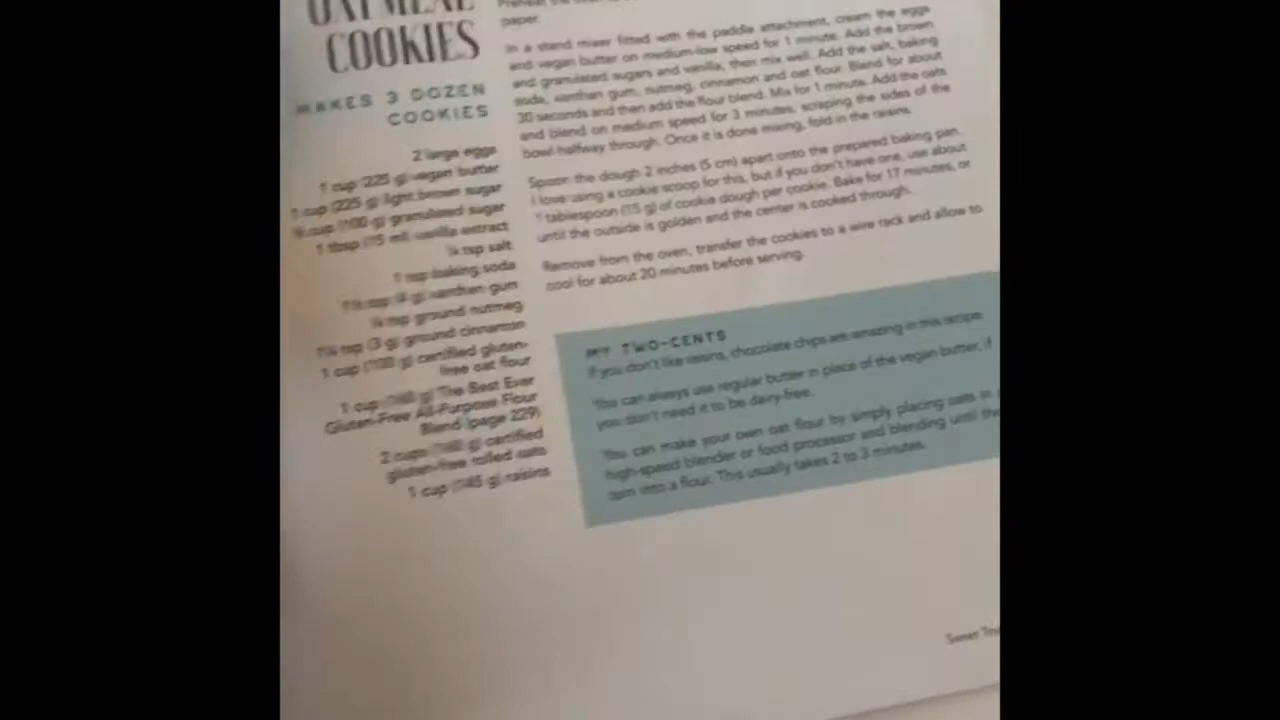 OATMEAL
COOKIES
MAKES 3 DOZEN
COOKIES
2 large eggs
1 cup (225 g) vegan butter
1 cup (225 g) light brown sugar
cup (100 g) granulated sugar
1 tbsp (15 ml) vanilla extract
tsp salt
1 tsp baking soda
tsp (4 g) xanthan gum
tsp ground nutmeg
tsp (3 g) ground cinnamon
1 cup g) certified gluten-
free oat flour
1 cup g) The Best Ever
Gluten-Free All-Purpose Flour
Blend (page 229)
2 cups g) certified
gluten-free rolled oats
1 cup (145 g) raisins
Preheat the
paper.
In a stand mixer fitted with the paddle attachment, cream the eggs
and vegan butter on medium-low speed for 1 minute. Add the brown
and granulated sugars and vanilla, then mix well. Add the salt, baking
soda, xanthan gum, nutmeg, cinnamon and oat flour. Blend for about
30 seconds and then add the flour blend. Mix for 1 minute. Add the oats
and blend on medium speed for 3 minutes, scraping the sides of the
bowl halfway through. Once it is done mixing, fold in the raisins.
Spoon the dough 2 inches (5 cm) apart onto the prepared baking pan.
I love using a cookie scoop for this, but if you don't have one, use about
1 tablespoon (15 g) of cookie dough per cookie. Bake for 17 minutes, or
until the outside is golden and the center is cooked through.
Remove from the oven, transfer the cookies to a wire rack and allow to
cool for about 20 minutes before serving.
MY TWO-CENTS
If you don't like raisins, chocolate chips are amazing in this recipe.
You can always use regular butter in place of the vegan butter, if
you don't need it to be dairy-free.
You can make your own oat flour by simply placing oats in a
high-speed blender or food processor and blending until the
turn into a flour. This usually takes 2 to 3 minutes.
Sweet